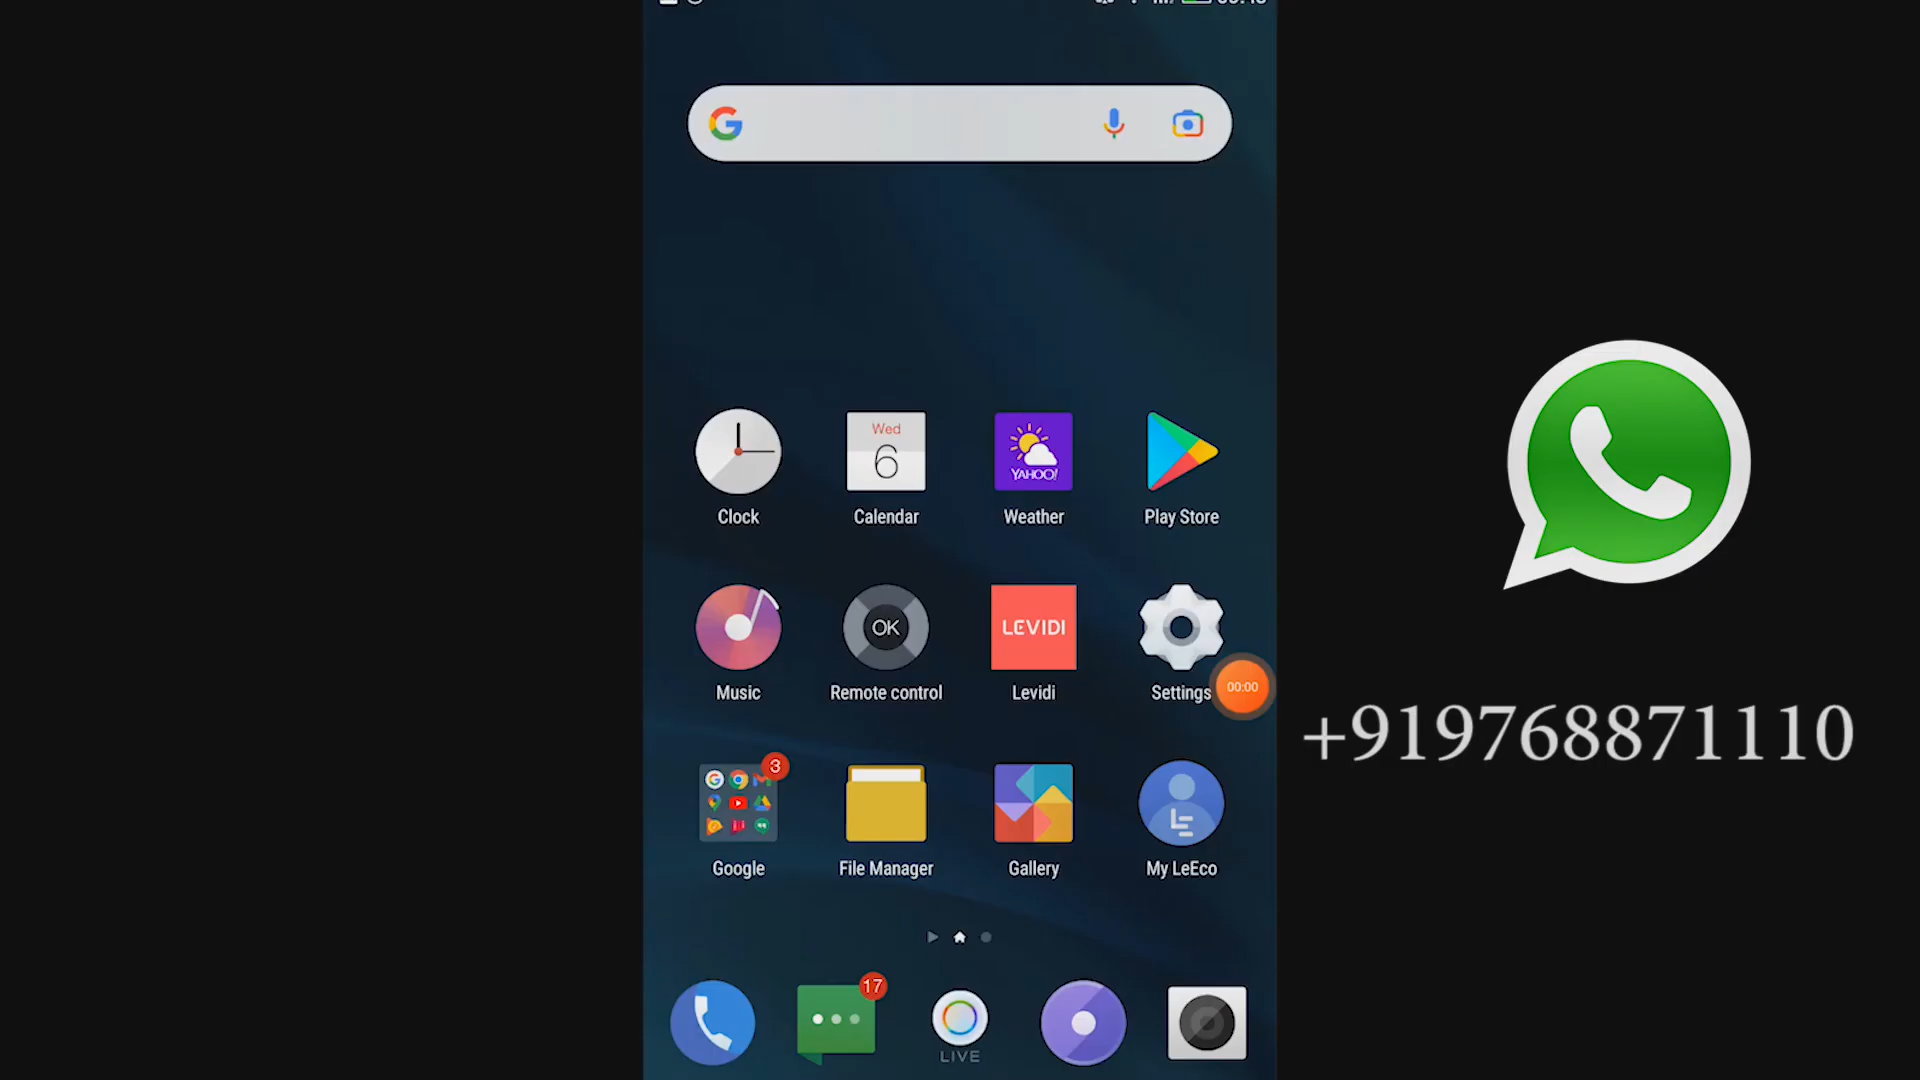 Wed
6
YAHOO!
Clock
Calendar
Weather
Play Store
OK
LEVIDI
Music
Remote control
Levidi
Settings
00:00
+919768871110
3
Google
File Manager
Gallery
My LeEco
17
LIVE